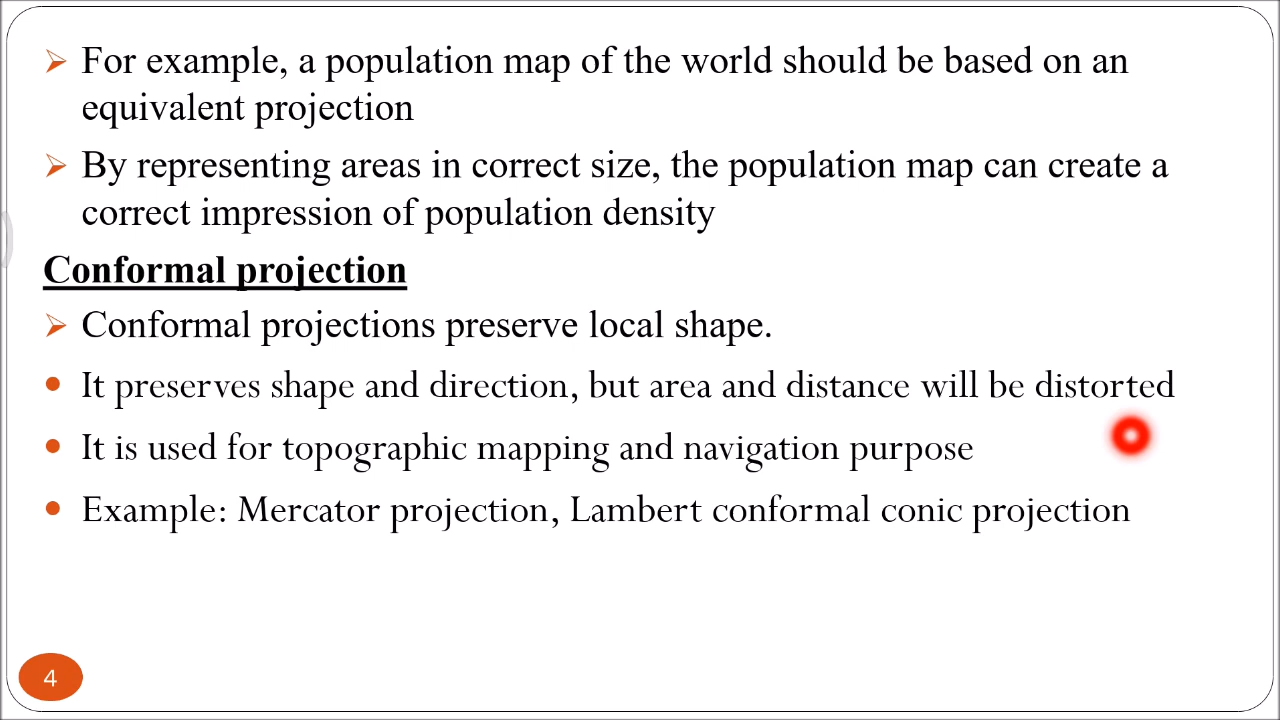 For example, a population map of the world should be based on an
equivalent projection
By representing areas in correct size, the population map can create a
correct impression of population density
Conformal projection
Conformal projections preserve local shape.
It preserves shape and direction, but area and distance will be distorted
It is used for topographic mapping and navigation purpose
Example: Mercator projection, Lambert conformal conic projection
4